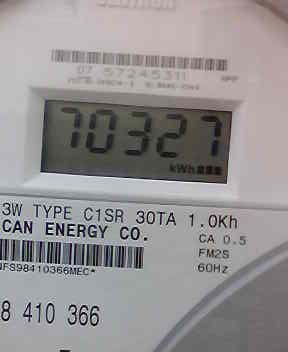 07 57245311
70327
kWh
3W TYPE C1SR 30TA 1.0Kh
CAN ENERGY CO.
CA 0.5
FM2S
NFS98410366MEC*
60Hz
8 410 366